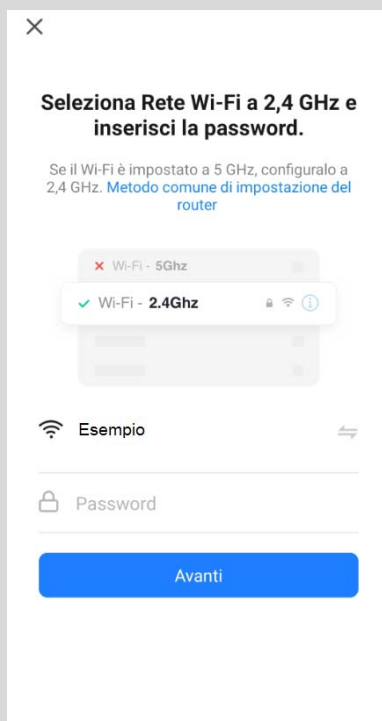 Seleziona Rete Wi-Fi a 2,4 GHz e
inserisci la password.
Se il Wi-Fi è impostato a 5 GHz, configuralo a
2,4 GHz. Metodo comune di impostazione del
router
Wi-Fi - 5Ghz
Wi-Fi - 2.4Ghz
Esempio
Password
Avanti